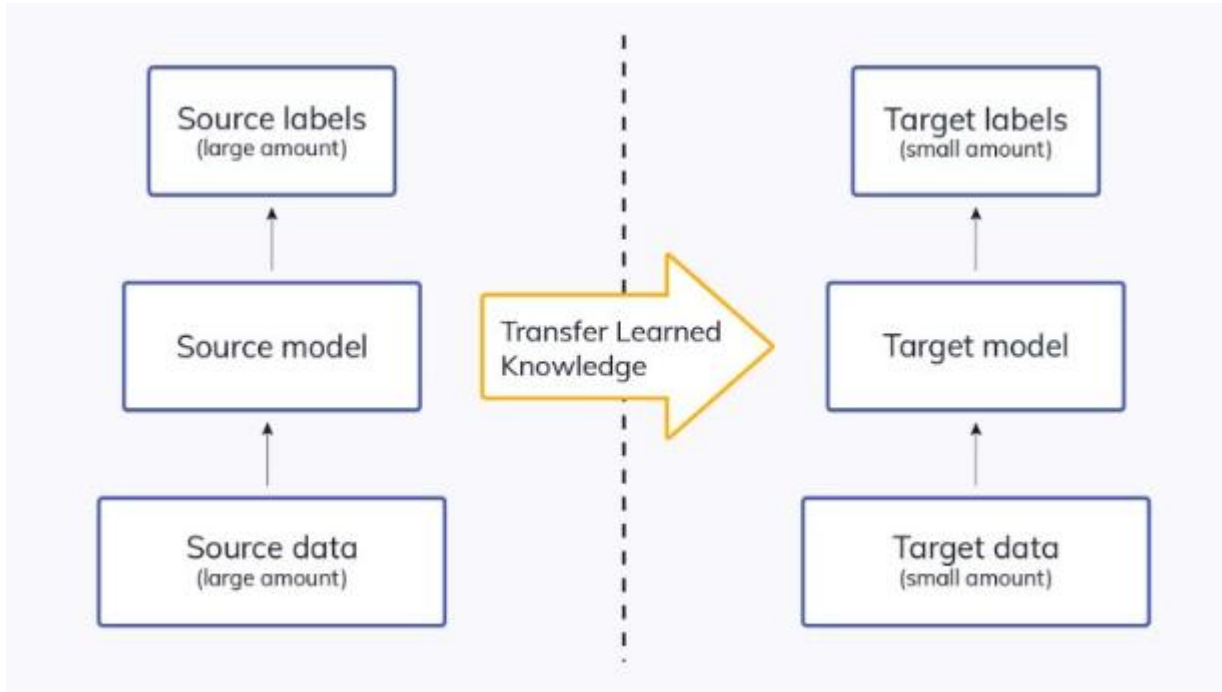 Source labels
(large amount)
Source model
Source data
(large amount)
Transfer Learned
Knowledge
Target labels
(small amount)
Target model
Target data
(small amount)